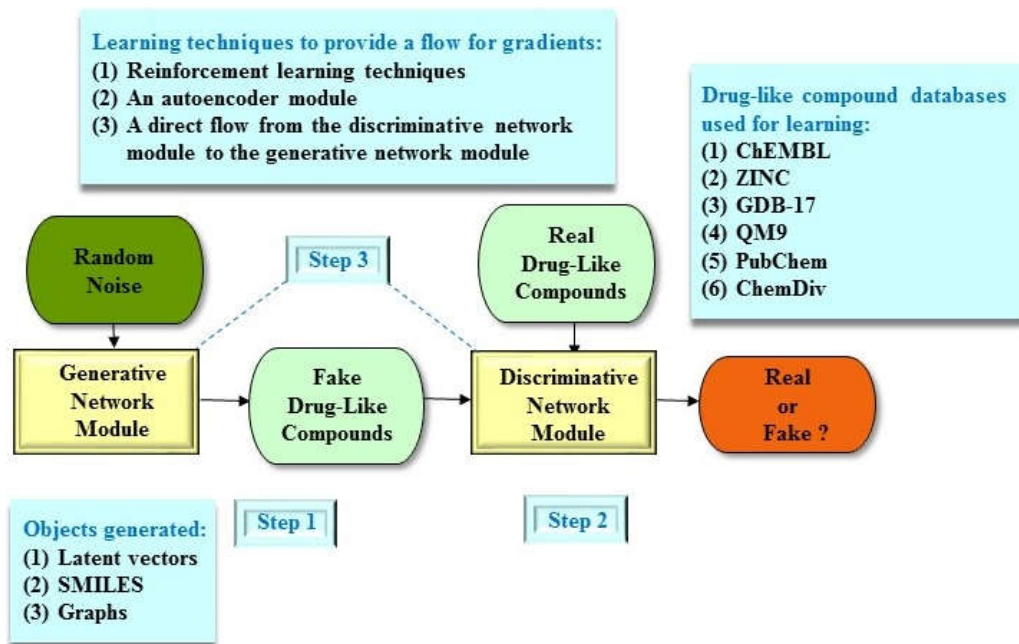 Learning techniques to provide a flow for gradients:
(1) Reinforcement learning techniques
(2) An autoencoder module
(3) A direct flow from the discriminative network
module to the generative network module
Drug-like compound databases
used for learning:
(1) ChEMBL
(2) ZINC
(3) GDB-17
(4) QM9
(5) PubChem
(6) ChemDiv
Random
Noise
Step 3
Real
Drug-Like
Compounds
Generative
Network
Module
Fake
Drug-Like
Compounds
Discriminative
Network
Module
Real
or
Fake ?
Objects generated:
(1) Latent vectors
(2) SMILES
(3) Graphs
Step 1
Step 2